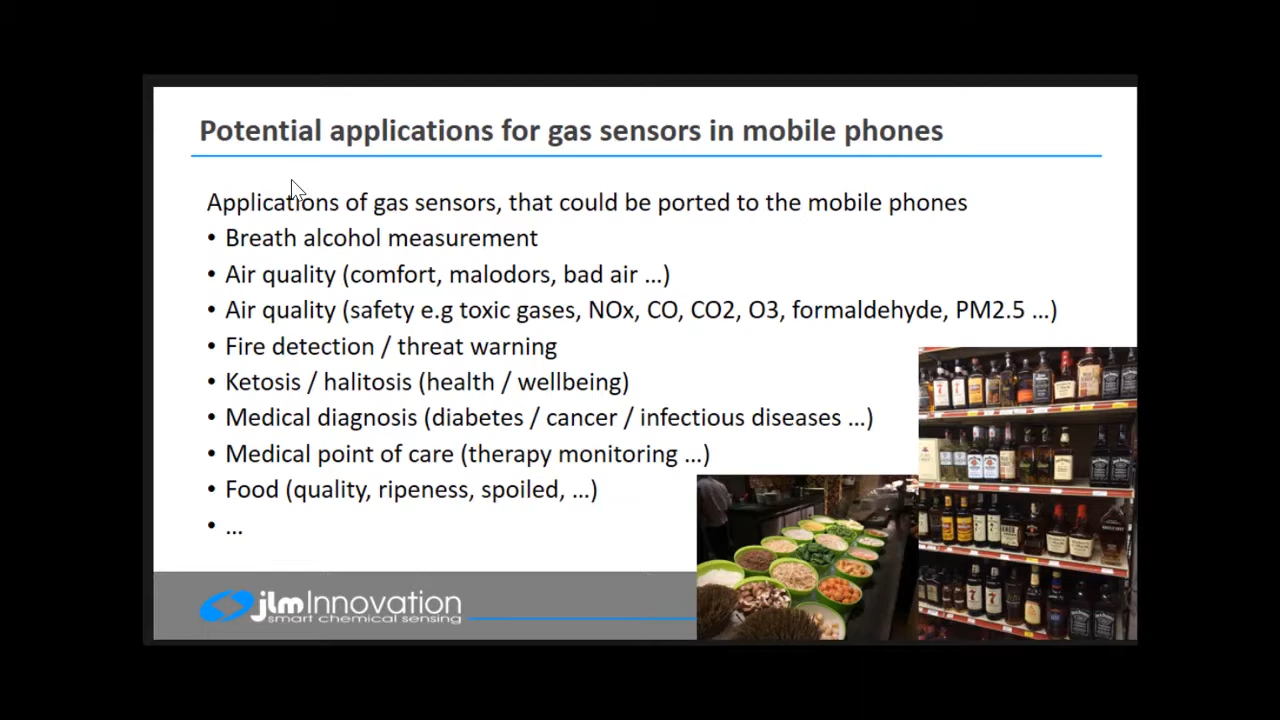 Potential applications for gas sensors in mobile phones
Applications of gas sensors, that could be ported to the mobile phones
• Breath alcohol measurement
• Air quality (comfort, malodors, bad air ...)
• Air quality (safety e.g toxic gases, NOx, CO, CO2, O3, formaldehyde, PM2.5 ...)
• Fire detection / threat warning
• Ketosis / halitosis (health / wellbeing)
• Medical diagnosis (diabetes / cancer / infectious diseases ...)
• Medical point of care (therapy monitoring ...)
• Food (quality, ripeness, spoiled, ...)
• ...
jlmInnovation
smart chemical sensing